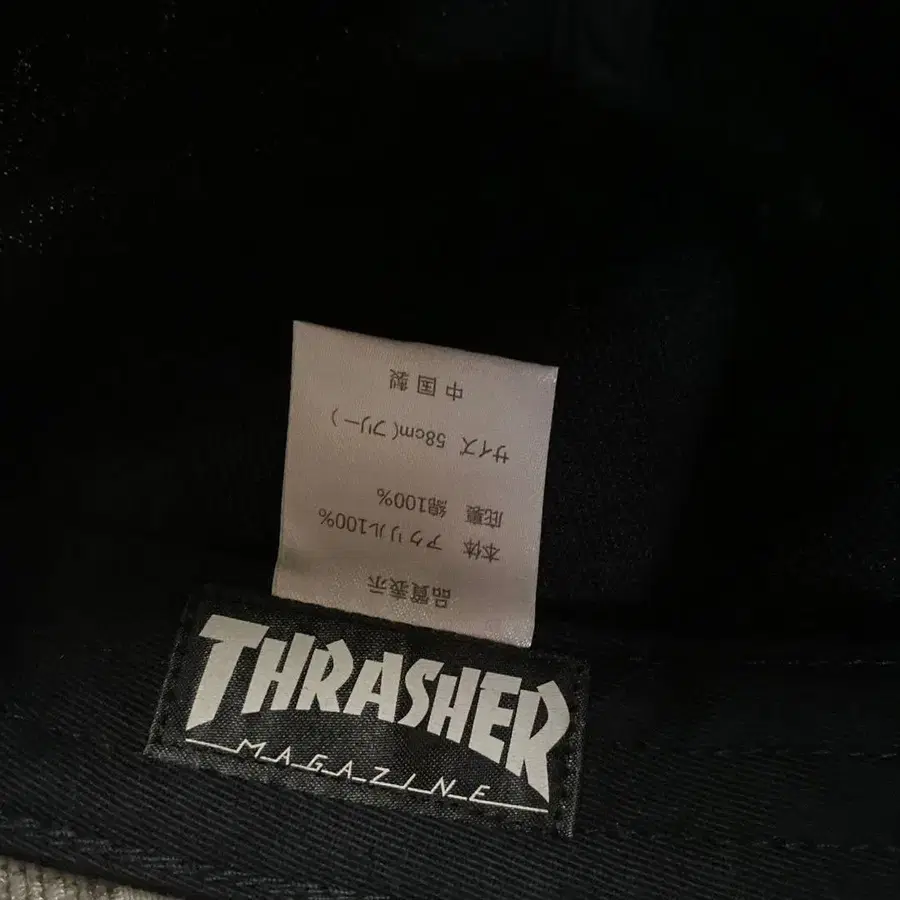 品質表示
本体 アクリル100%
庇裏 綿100%
サイズ 58cm(フリー)
中国製
THRASHER
MAGAZINE